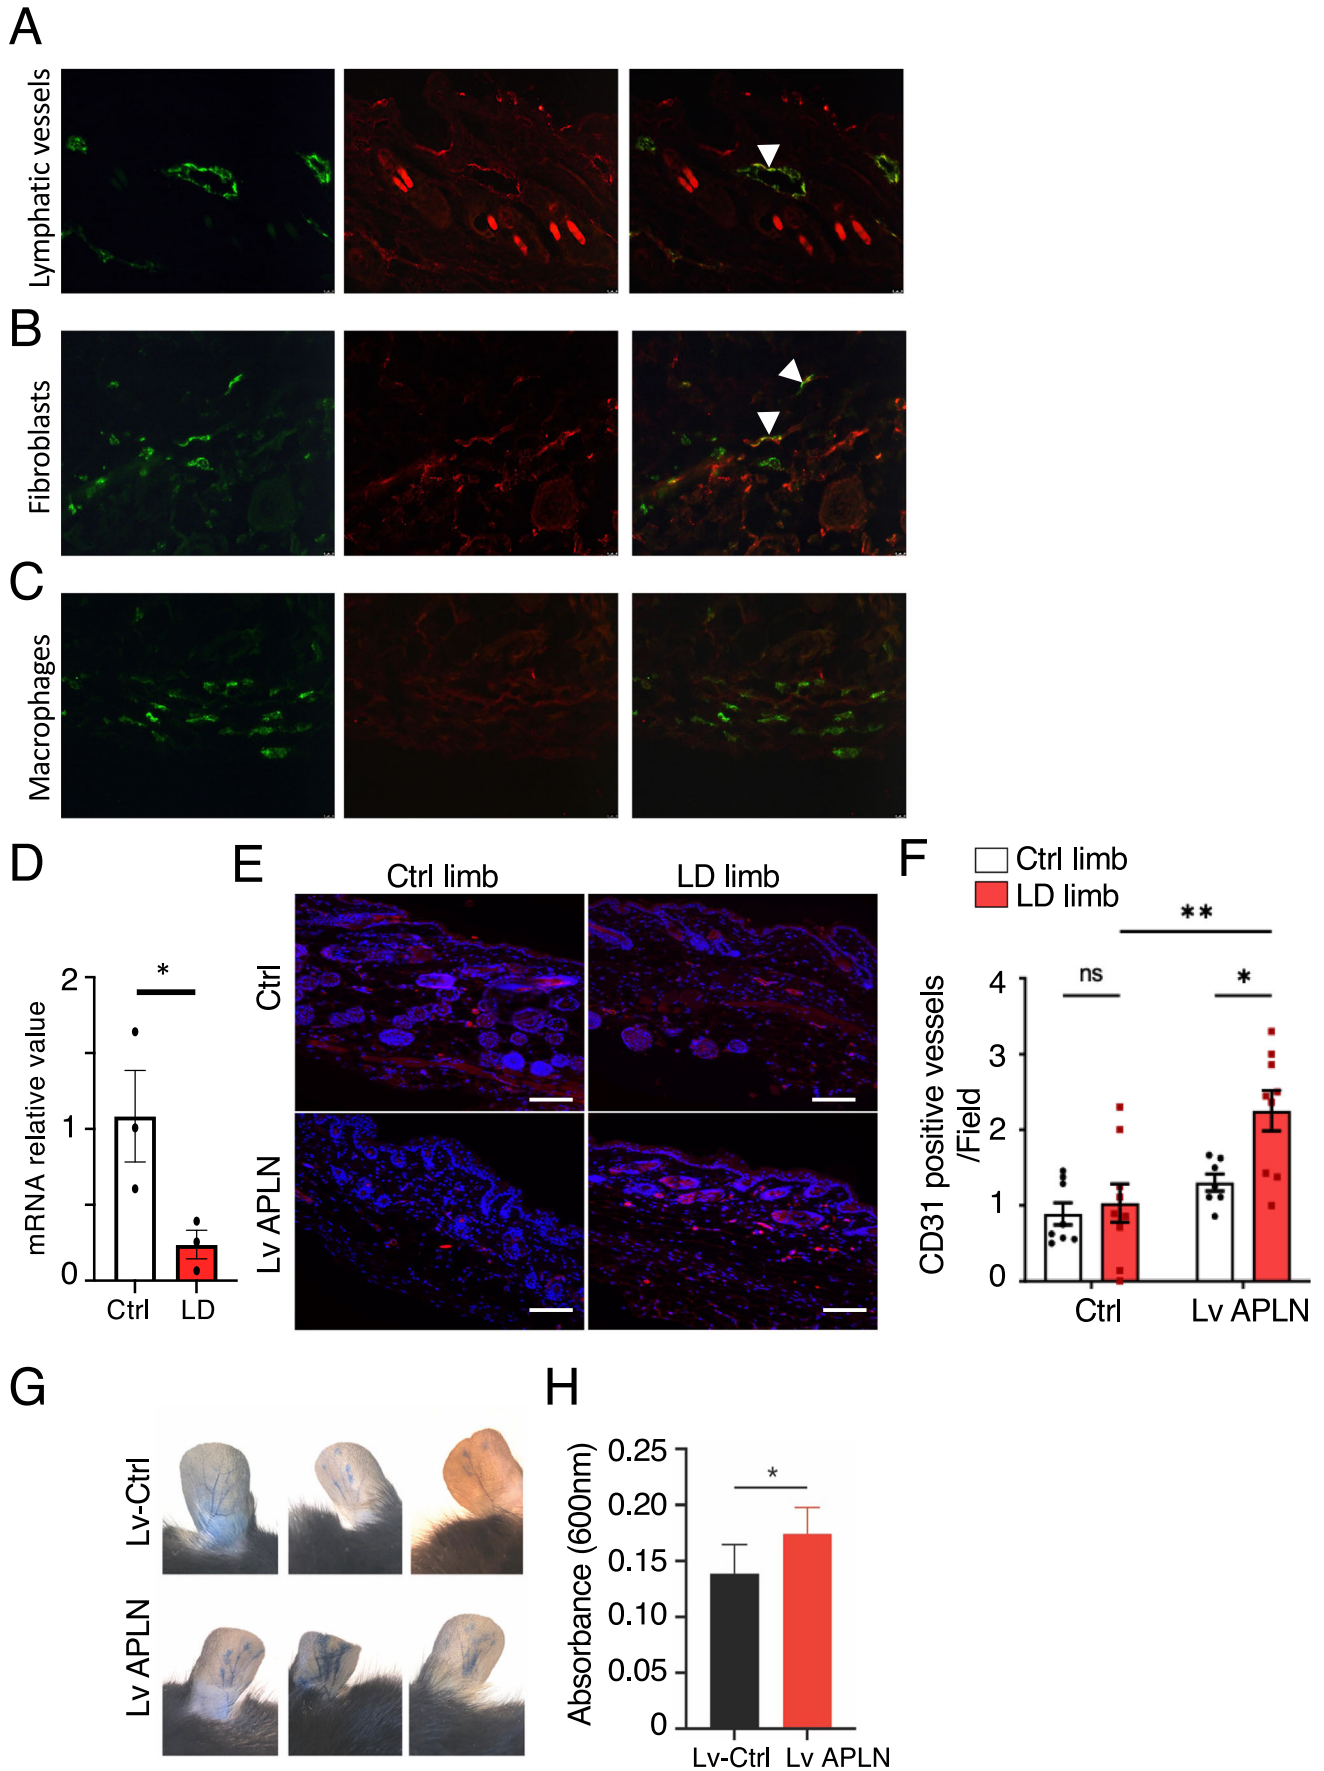 A
Lymphatic vessels
B
Fibroblasts
C
Macrophages
D
mRNA relative value
2
1
0
*
Ctrl
LD
E
Ctrl limb
LD limb
Ctrl
Lv APLN
F
Ctrl limb
LD limb
CD31 positive vessels
/Field
4
3
2
1
0
ns
**
*
Ctrl
Lv APLN
G
Lv-Ctrl
Lv APLN
H
Absorbance (600nm)
0.25
0.20
0.15
0.10
0.05
0
*
Lv-Ctrl
Lv APLN